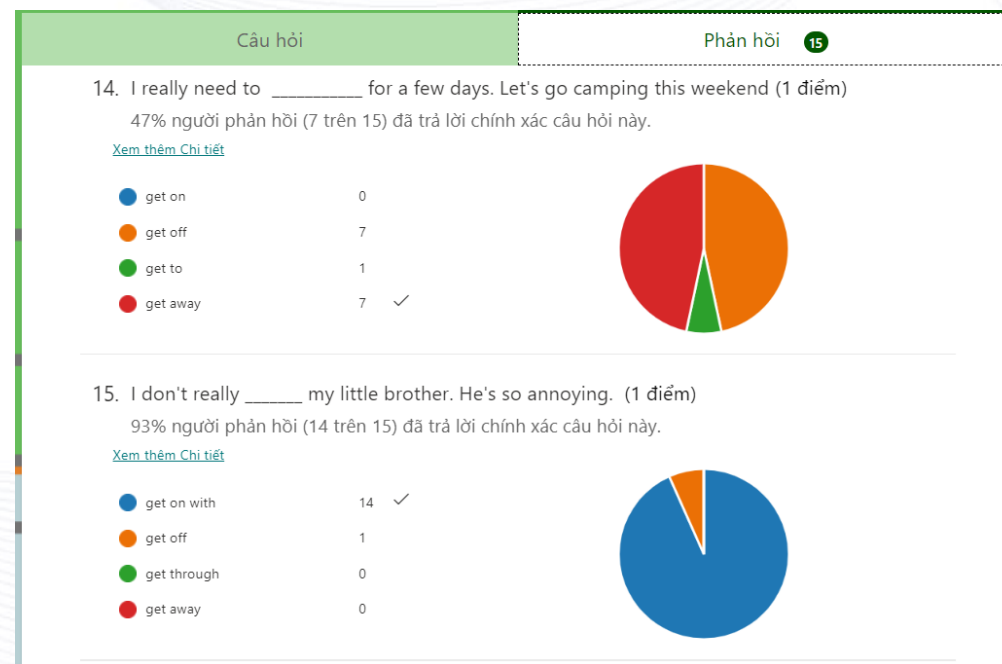 Câu hỏi
Phản hồi 15
14. I really need to ___________ for a few days. Let's go camping this weekend (1 điểm)
47% người phản hồi (7 trên 15) đã trả lời chính xác câu hỏi này.
Xem thêm Chi tiết
get on 0
get off 7
get to 1
get away 7
15. I don't really _______ my little brother. He's so annoying. (1 điểm)
93% người phản hồi (14 trên 15) đã trả lời chính xác câu hỏi này.
Xem thêm Chi tiết
get on with 14
get off 1
get through 0
get away 0